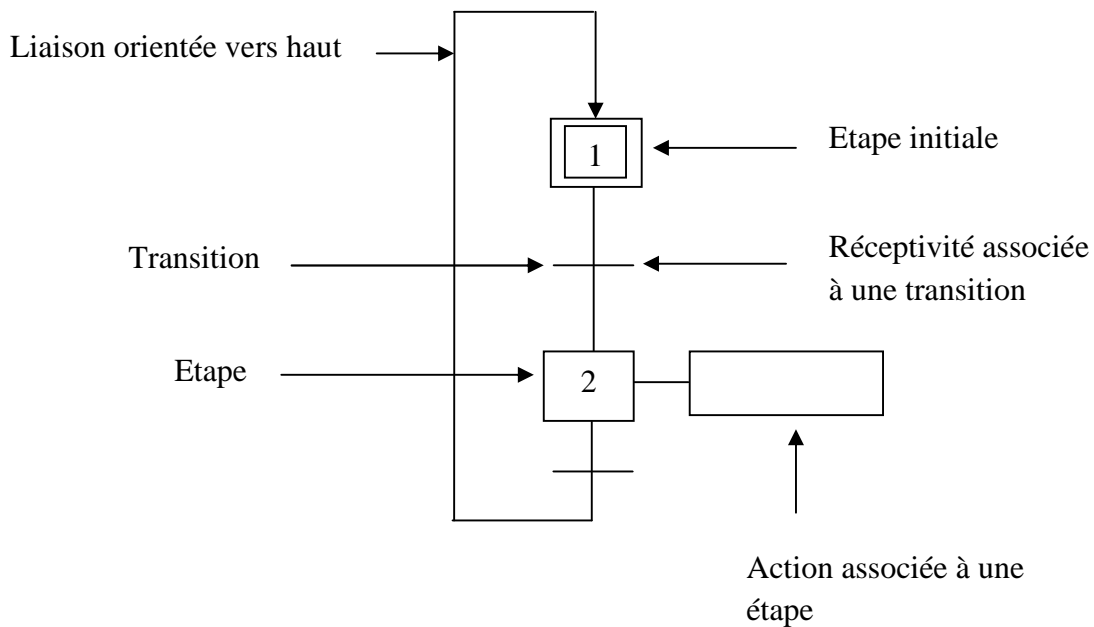 Liaison orientée vers haut
1
Etape initiale
Transition
Réceptivité associée
à une transition
Etape
2
Action associée à une
étape